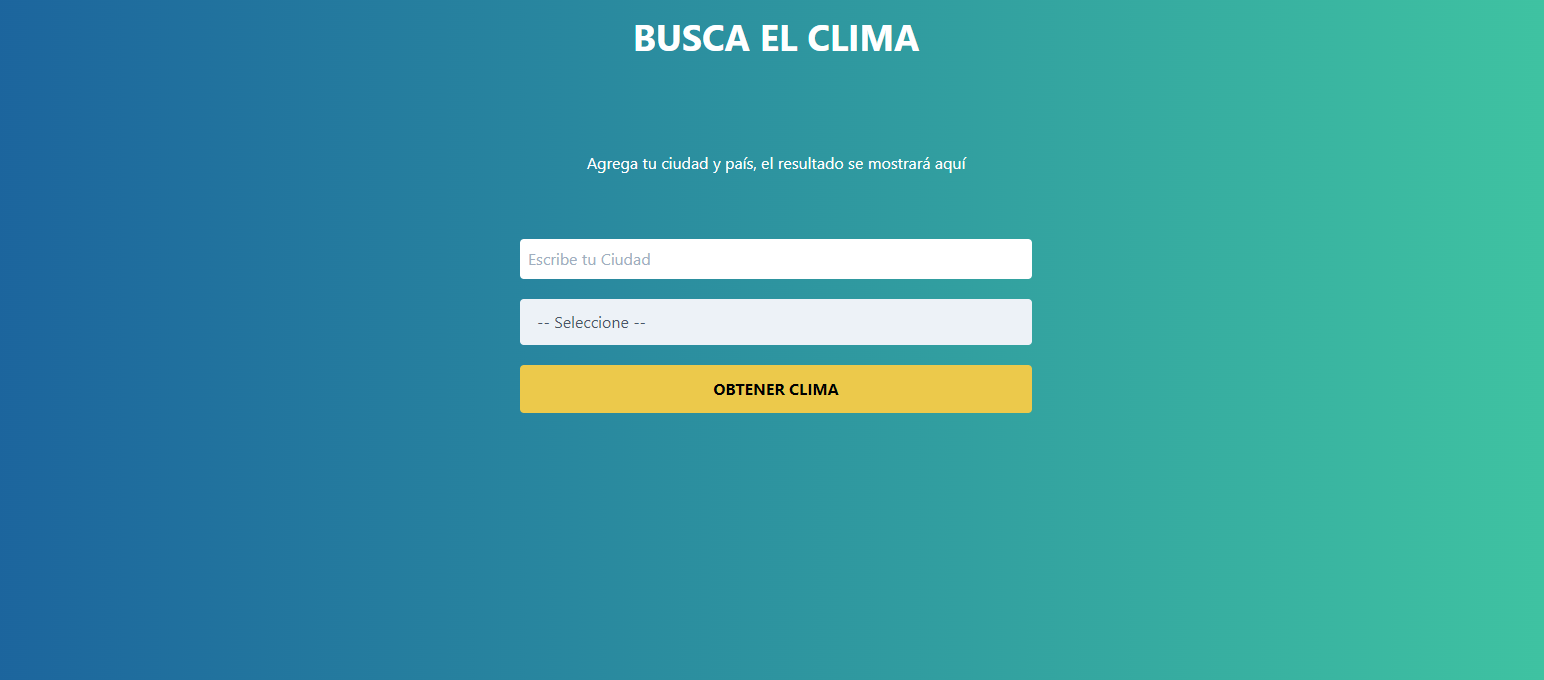 BUSCA EL CLIMA
Agrega tu ciudad y país, el resultado se mostrará aquí
Escribe tu Ciudad
-- Seleccione --
OBTENER CLIMA